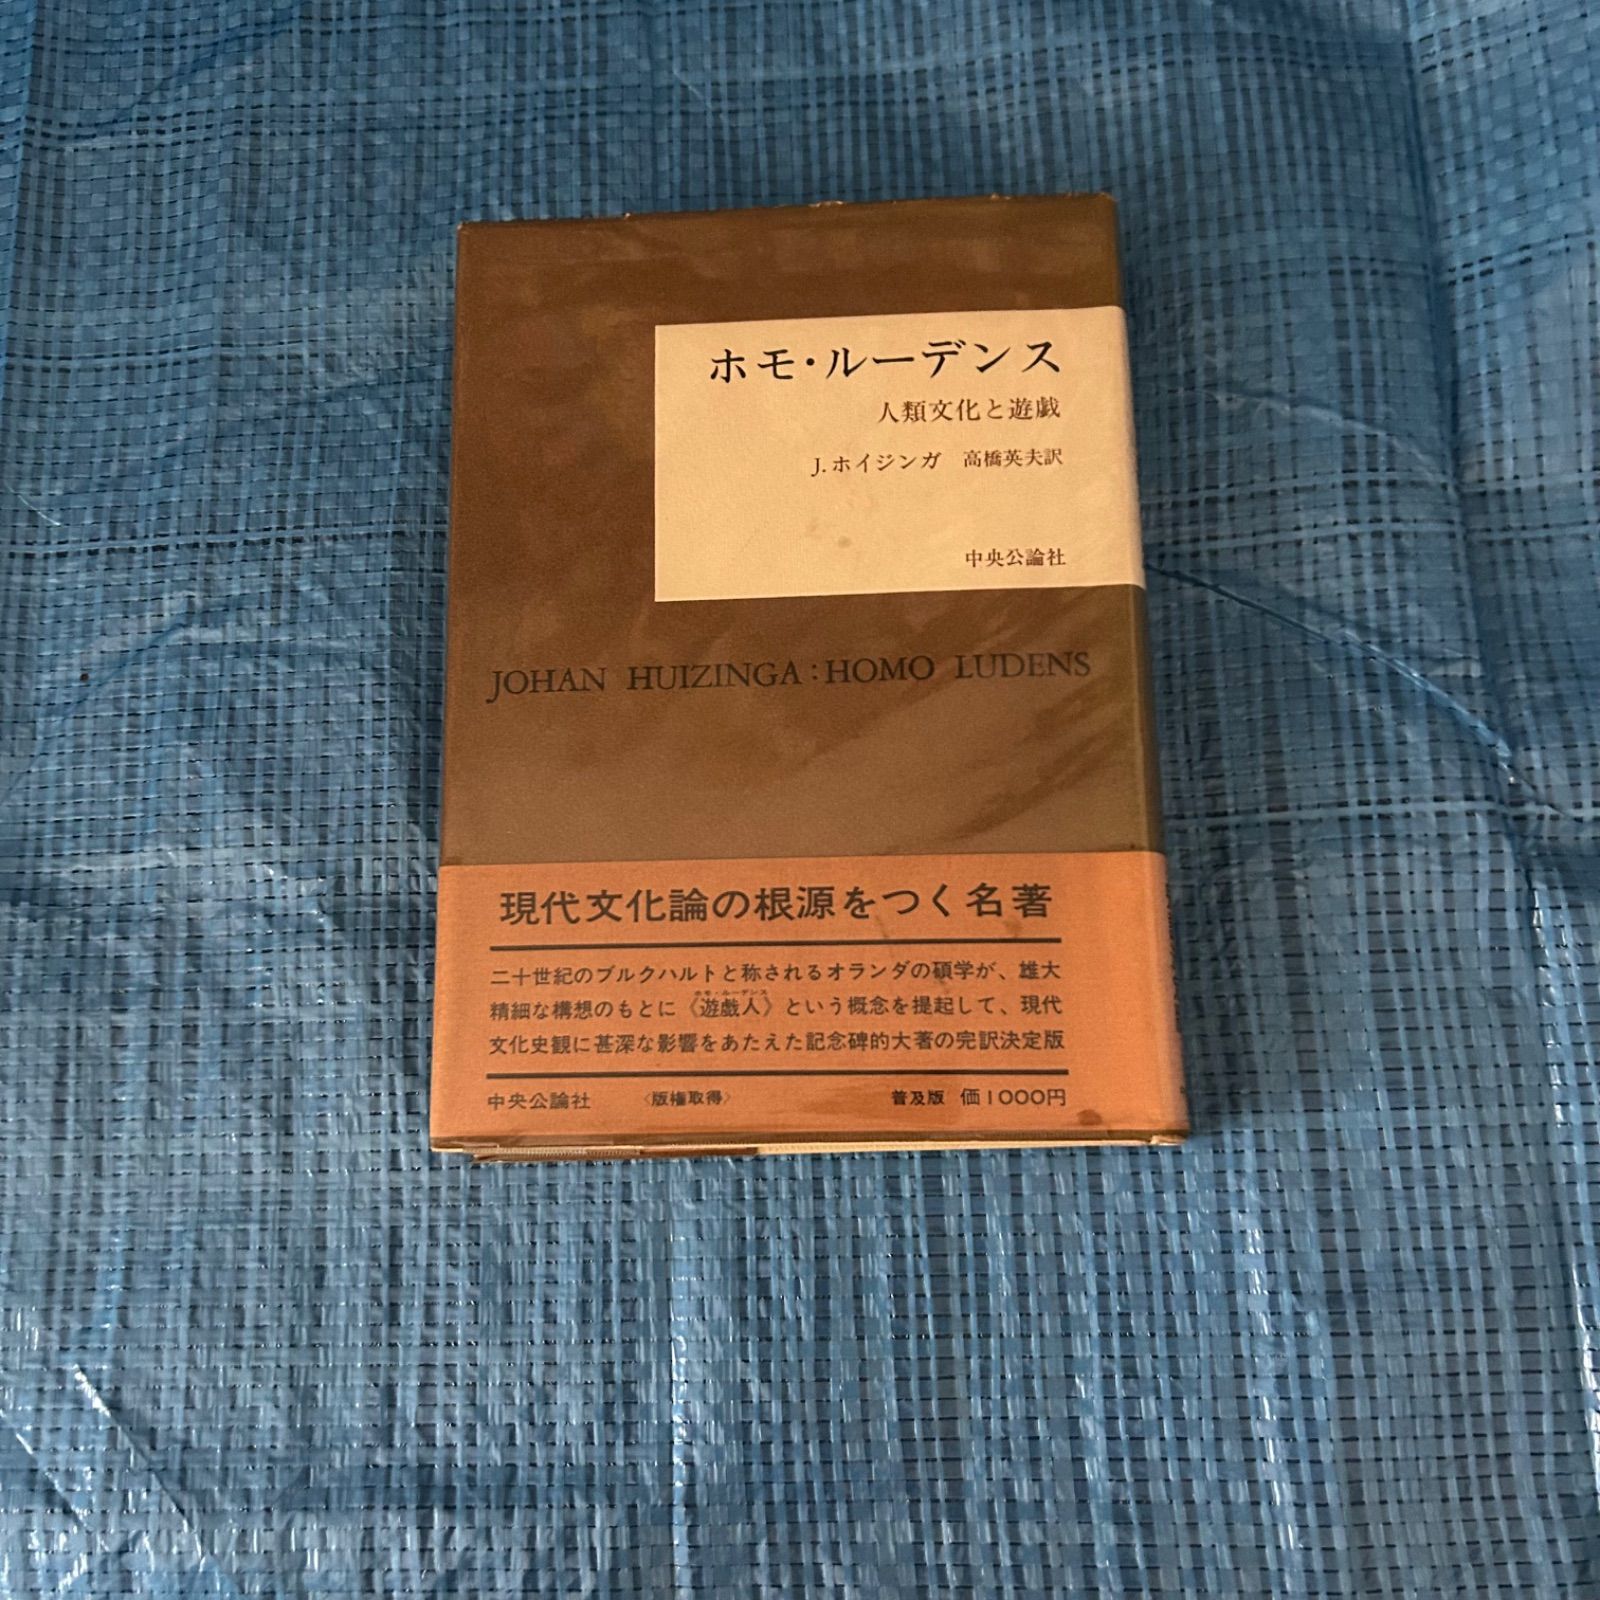 ホモ・ルーデンス
人類文化と遊戯
J.ホイジンガ 高橋英夫訳
中央公論社
JOHAN HUIZINGA : HOMO LUDENS
現代文化論の根源をつく名著
二十世紀のブルクハルトと称されるオランダの碩学が、雄大
ホモ・ルーデンス
精細な構想のもとに《遊戯人》という概念を提起して、現代
文化史観に甚深な影響をあたえた記念碑的大著の完訳決定版
中央公論社 〈版権取得〉 普及版 価1000円